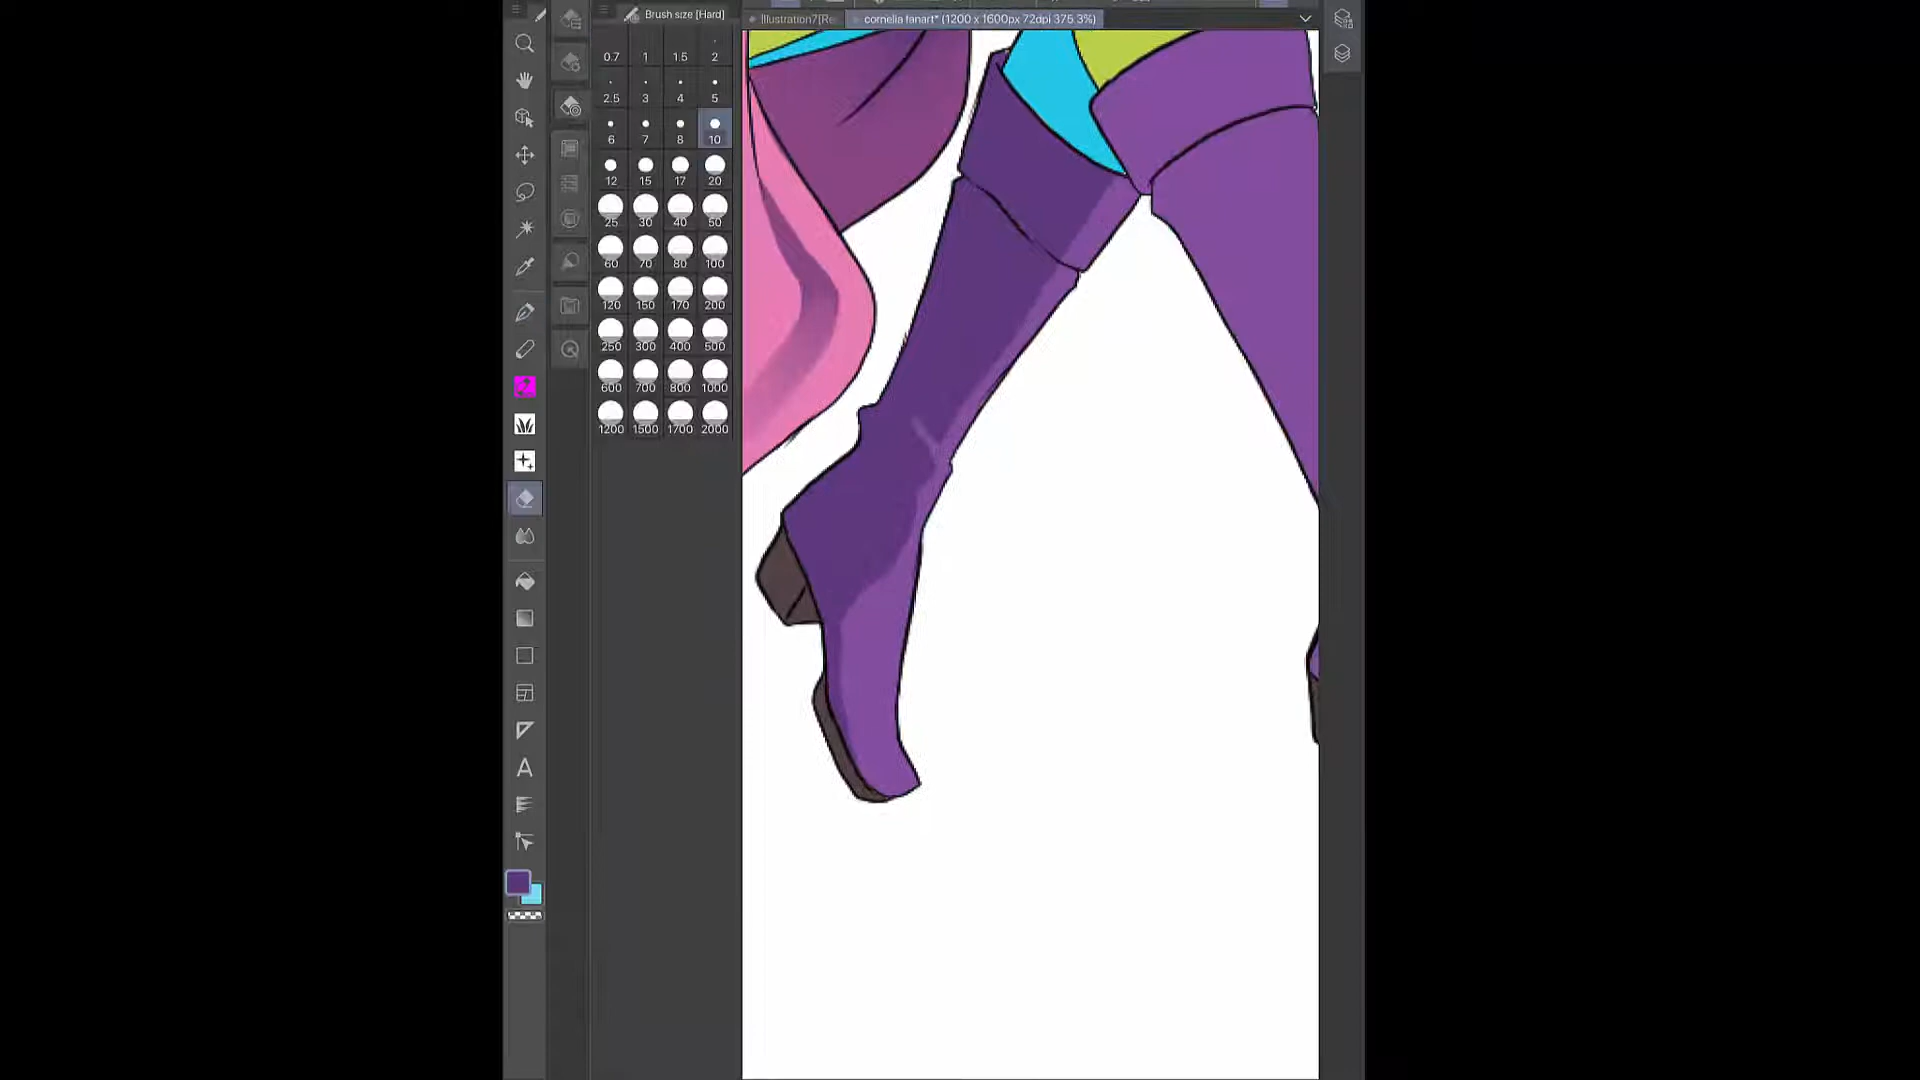 Brush size [Hard]
Illustration7[Re
cornelia fanart* (1200 x 1600px 72dpi 375.3%)
0.7 1 1.5 2
2.5 3 4 5
6 7 8 10
12 15 17 20
25 30 40 50
60 70 80 100
120 150 170 200
250 300 400 500
600 700 800 1000
1200 1500 1700 2000
A